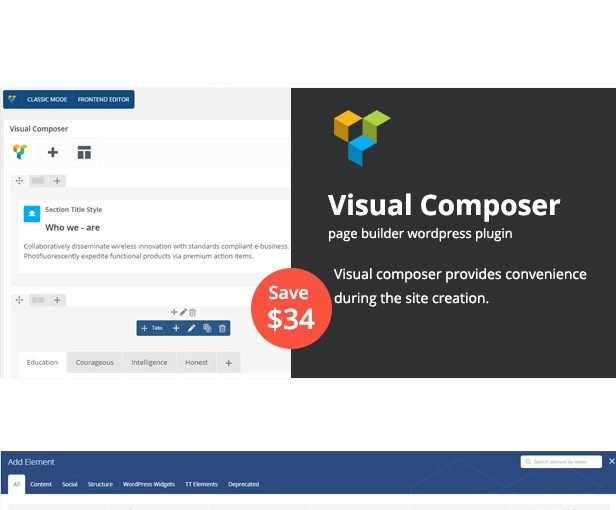 CLASSIC MODE FRONTEND EDITOR
Visual Composer
Section Title Style
Who we - are
Collaboratively disseminate wireless innovation with standards compliant e-business.
Phosfluorescently expedite functional products via premium action items.
Tabs
Education Courageous Intelligence Honest +
Save
$34
Visual Composer
page builder wordpress plugin
Visual composer provides convenience
during the site creation.
Add Element
Search element by name
All Content Social Structure WordPress Widgets TT Elements Deprecated